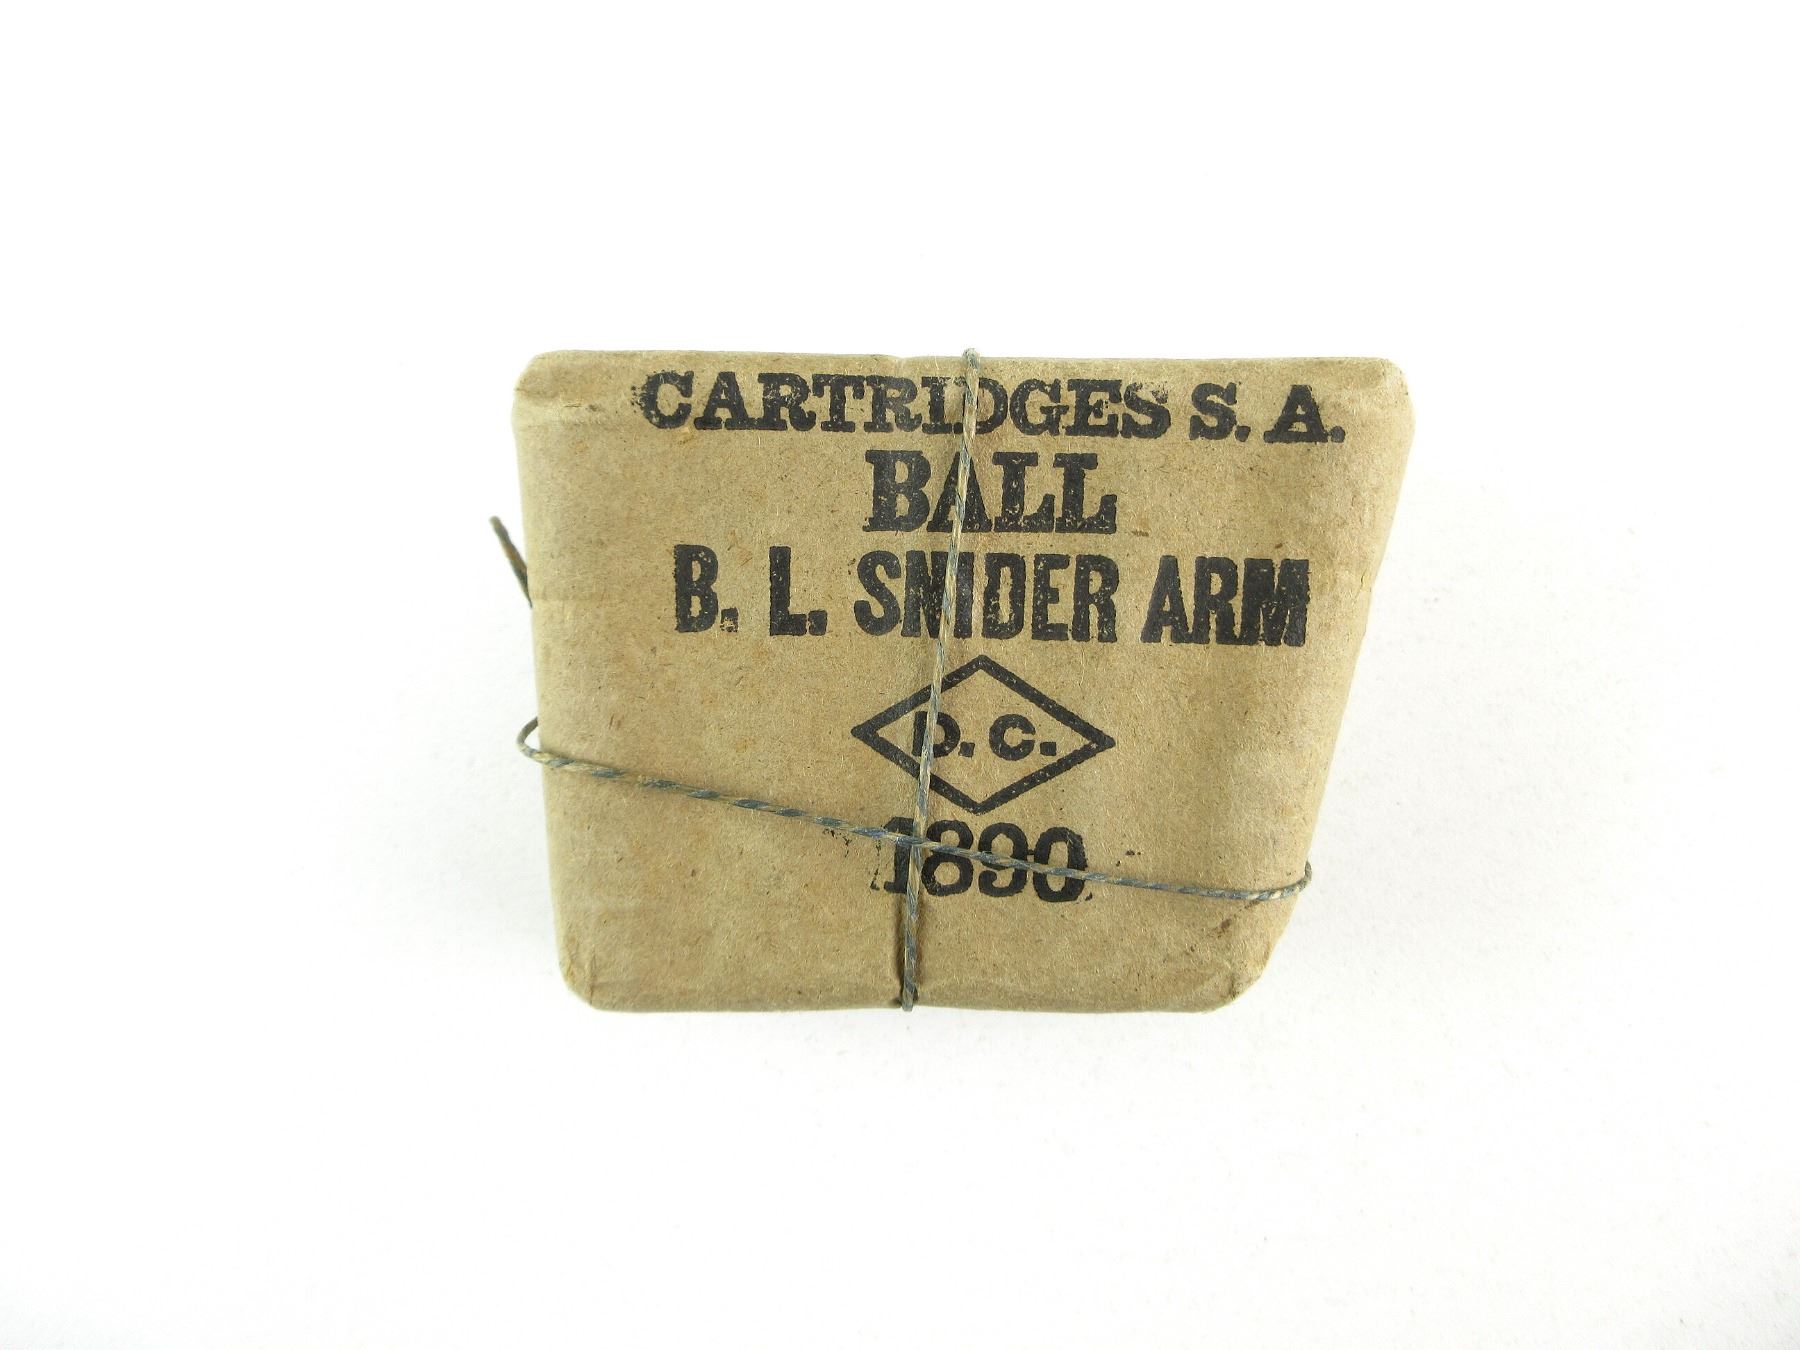 CARTRIDGES S. A.
BALL
B. L. SNIDER ARM
D. C.
1890